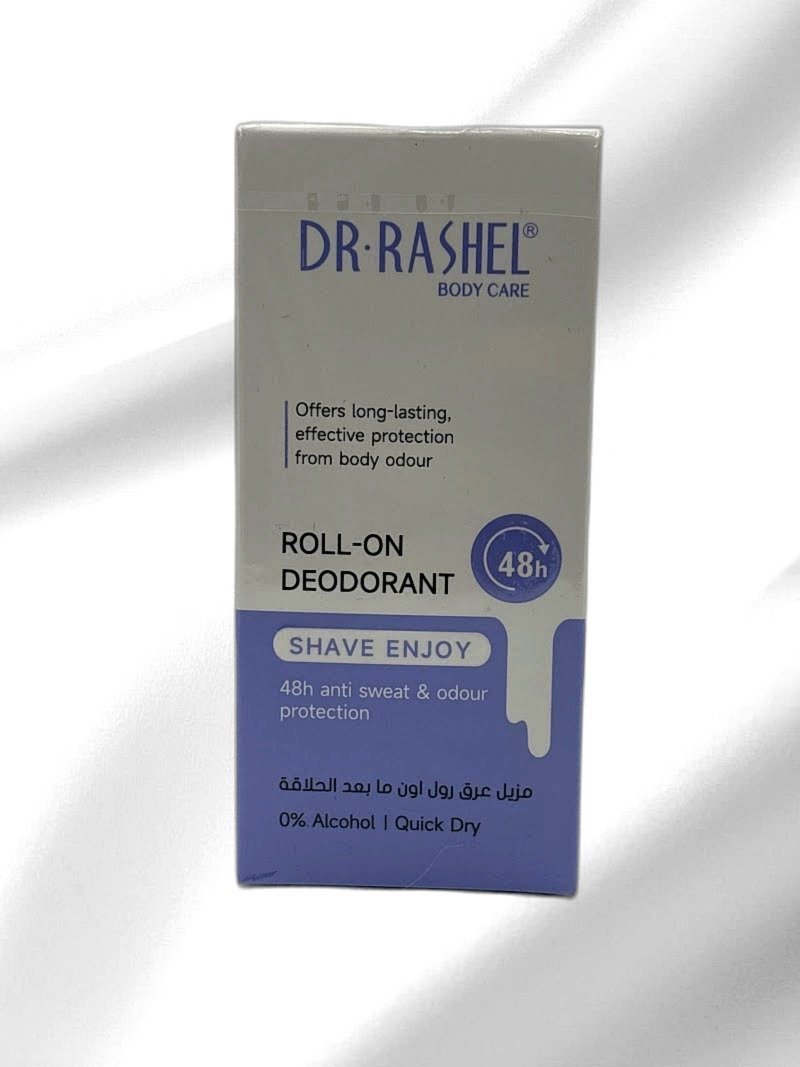 DR·RASHEL®
BODY CARE
Offers long-lasting,
effective protection
from body odour
ROLL-ON
DEODORANT
48h
SHAVE ENJOY
48h anti sweat & odour
protection
مزيل عرق رول اون ما بعد الحلاقة
0% Alcohol | Quick Dry